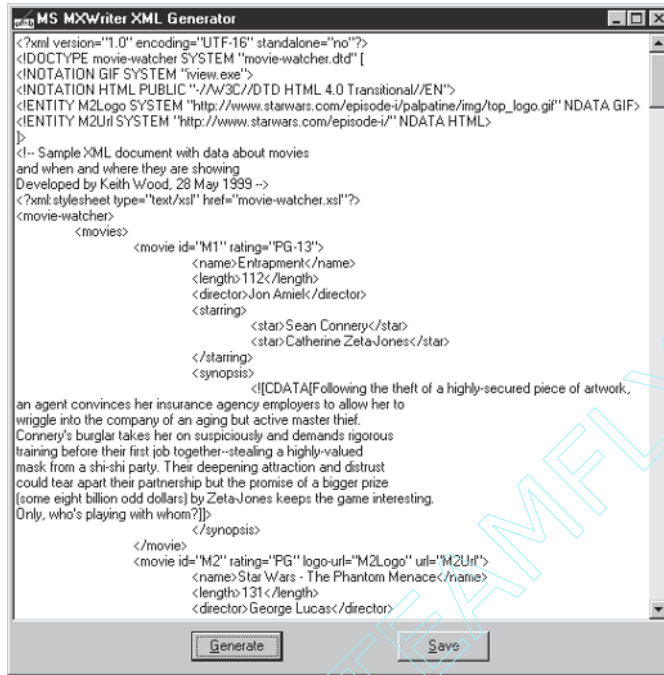 MS MXWriter XML Generator
<?xml version="1.0" encoding="UTF-16" standalone="no"?>
<!DOCTYPE movie-watcher SYSTEM "movie-watcher.dtd" [
<!NOTATION GIF SYSTEM "iview.exe">
<!NOTATION HTML PUBLIC "-//W3C//DTD HTML 4.0 Transitional//EN">
<!ENTITY M2Logo SYSTEM "http://www.starwars.com/episode-i/palpatine/img/top_logo.gif" NDATA GIF>
<!ENTITY M2Url SYSTEM "http://www.starwars.com/episode-i/" NDATA HTML>
]>
<!-- Sample XML document with data about movies
and when and where they are showing
Developed by Keith Wood, 28 May 1999 -->
<?xml:stylesheet type="text/xsl" href="movie-watcher.xsl"?>
<movie-watcher>
<movies>
<movie id="M1" rating="PG-13">
<name>Entrapment</name>
<length>112</length>
<director>Jon Amiel</director>
<starring>
<star>Sean Connery</star>
<star>Catherine Zeta-Jones</star>
</starring>
<synopsis>
<![CDATA[Following the theft of a highly-secured piece of artwork,
an agent convinces her insurance agency employers to allow her to
wriggle into the company of an aging but active master thief.
Connery's burglar takes her on suspiciously and demands rigorous
training before their first job together--stealing a highly-valued
mask from a shi-shi party. Their deepening attraction and distrust
could tear apart their partnership but the promise of a bigger prize
(some eight billion odd dollars) by Zeta-Jones keeps the game interesting.
Only, who's playing with whom?]]>
</synopsis>
</movie>
<movie id="M2" rating="PG" logo-url="M2Logo" url="M2Url">
<name>Star Wars - The Phantom Menace</name>
<length>131</length>
<director>George Lucas</director>
Generate
Save
TEAMFLY